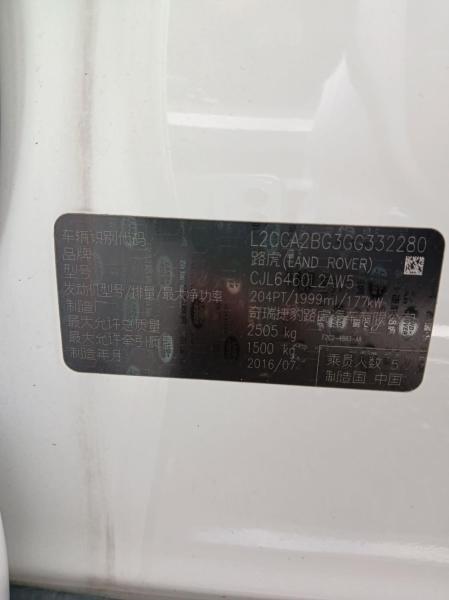 车辆识别代码 L2CCA2BG3GG332280
品牌 路虎(LAND ROVER)
型号 CJL6460L2AW5
发动机型号/排量/最大净功率 204PT/1999ml/177kW
制造厂 奇瑞捷豹路虎汽车有限公司
最大允许总质量 2505 kg
最大允许牵引质量 1500 kg
制造年月 2016/07
乘员人数 5
制造国 中国